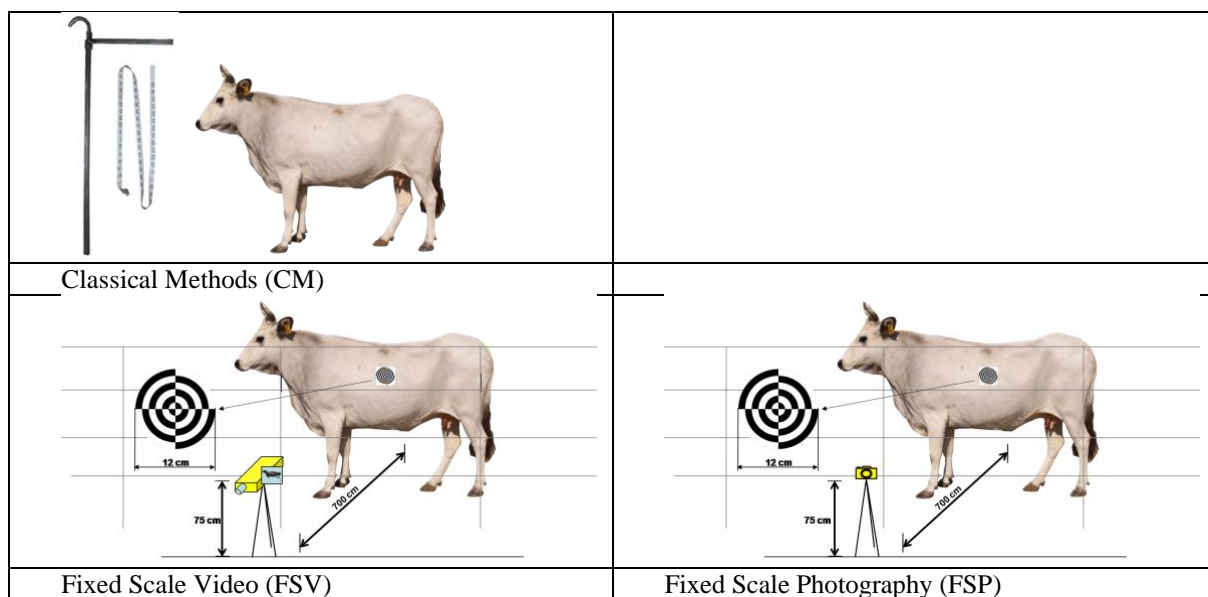 Classical Methods (CM)
12 cm
75 cm
700 cm
Fixed Scale Video (FSV)
12 cm
75 cm
700 cm
Fixed Scale Photography (FSP)